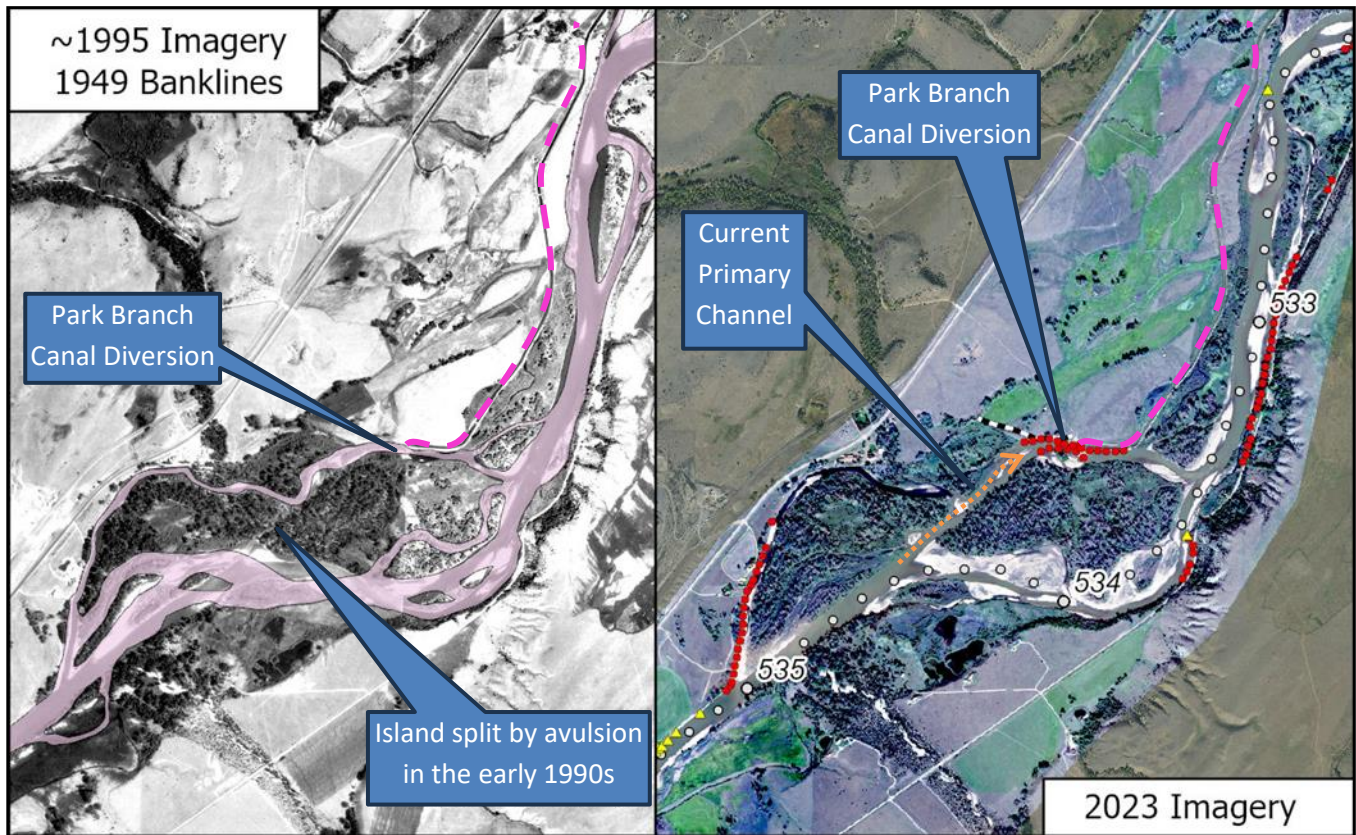 ~1995 Imagery
1949 Banklines
Park Branch
Canal Diversion
Island split by avulsion
in the early 1990s
Park Branch
Canal Diversion
Current
Primary
Channel
533
534
535
2023 Imagery